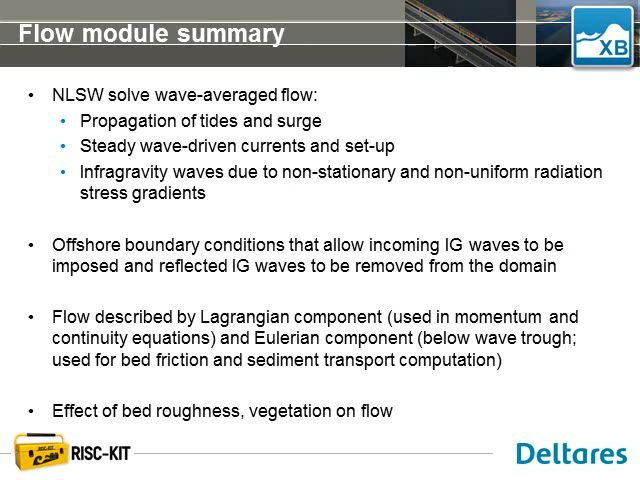 Flow module summary
XB
• NLSW solve wave-averaged flow:
• Propagation of tides and surge
• Steady wave-driven currents and set-up
• Infragravity waves due to non-stationary and non-uniform radiation
stress gradients
• Offshore boundary conditions that allow incoming IG waves to be
imposed and reflected IG waves to be removed from the domain
• Flow described by Lagrangian component (used in momentum and
continuity equations) and Eulerian component (below wave trough;
used for bed friction and sediment transport computation)
• Effect of bed roughness, vegetation on flow
RISC-KIT
RISC-KIT
Deltares